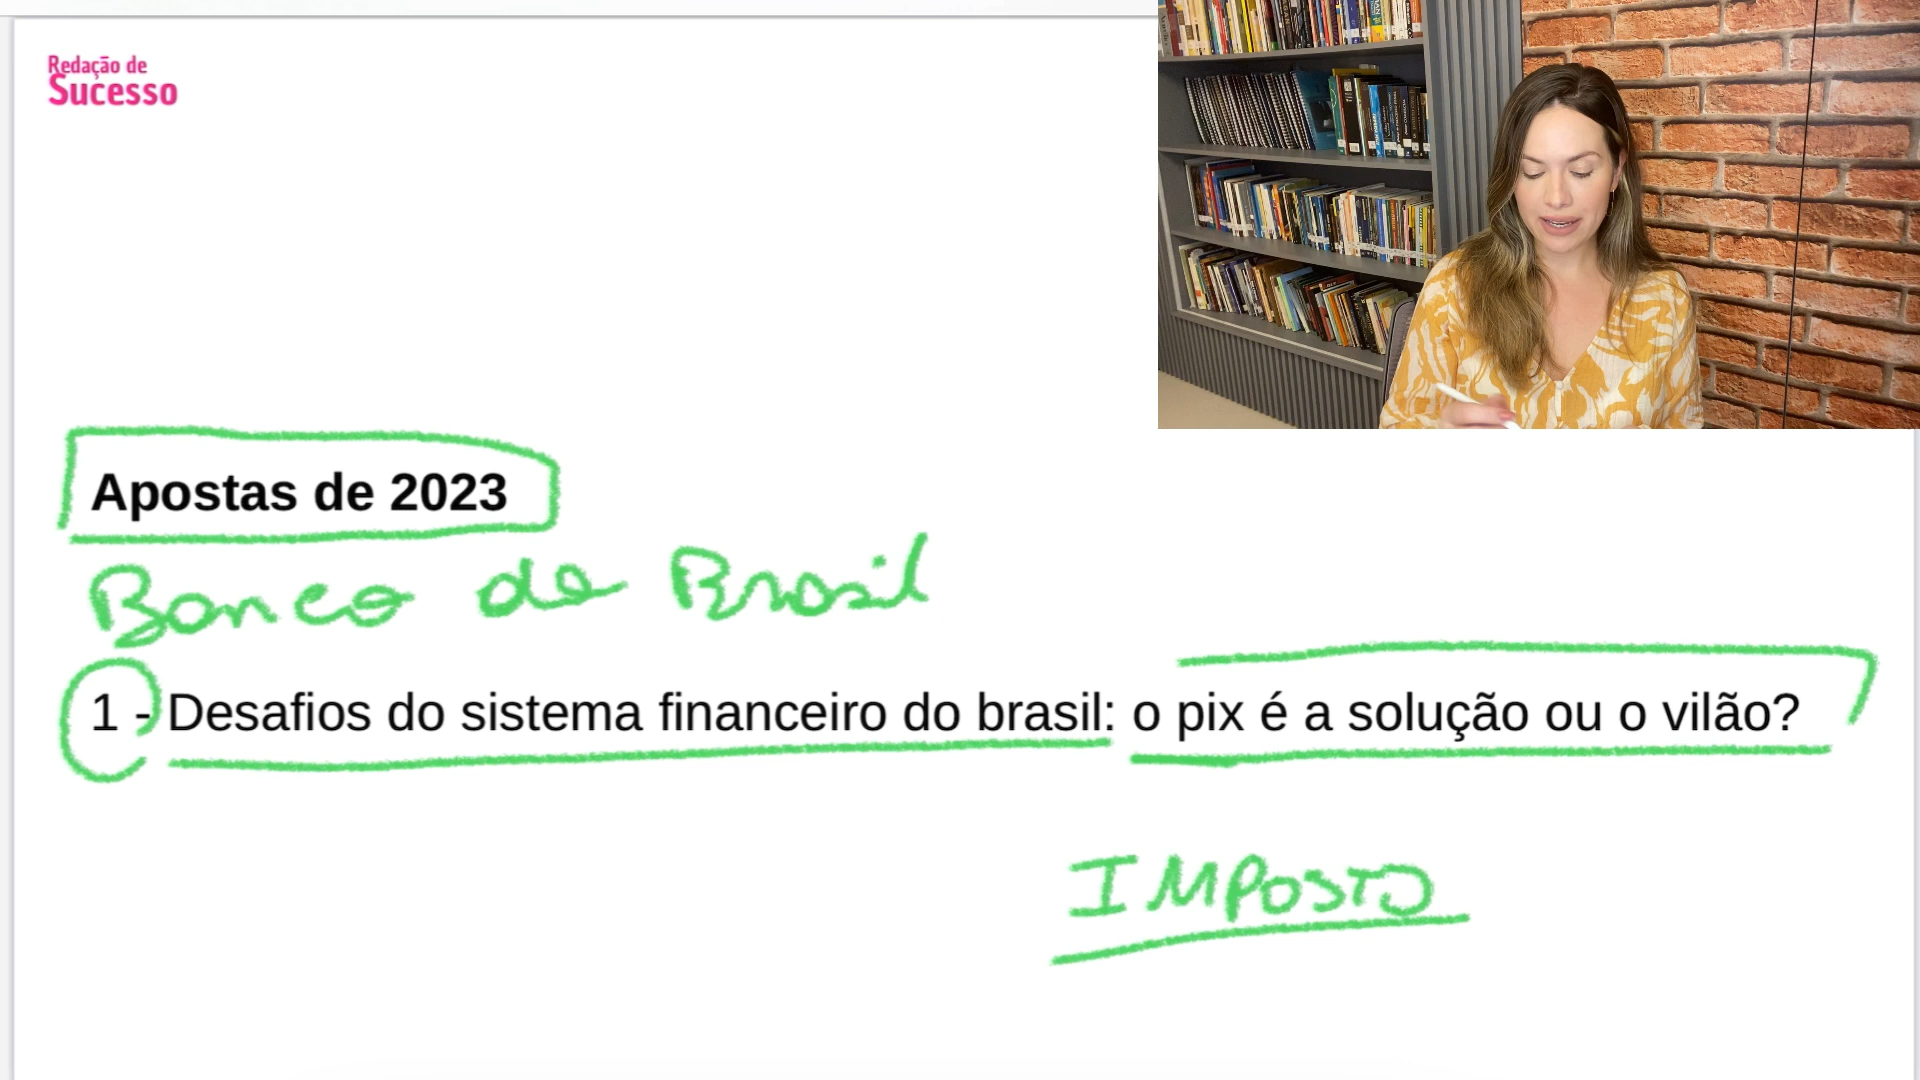 Redação de
Sucesso
Apostas de 2023
Banco do Brasil
1 - Desafios do sistema financeiro do brasil: o pix é a solução ou o vilão?
IMPOSTO